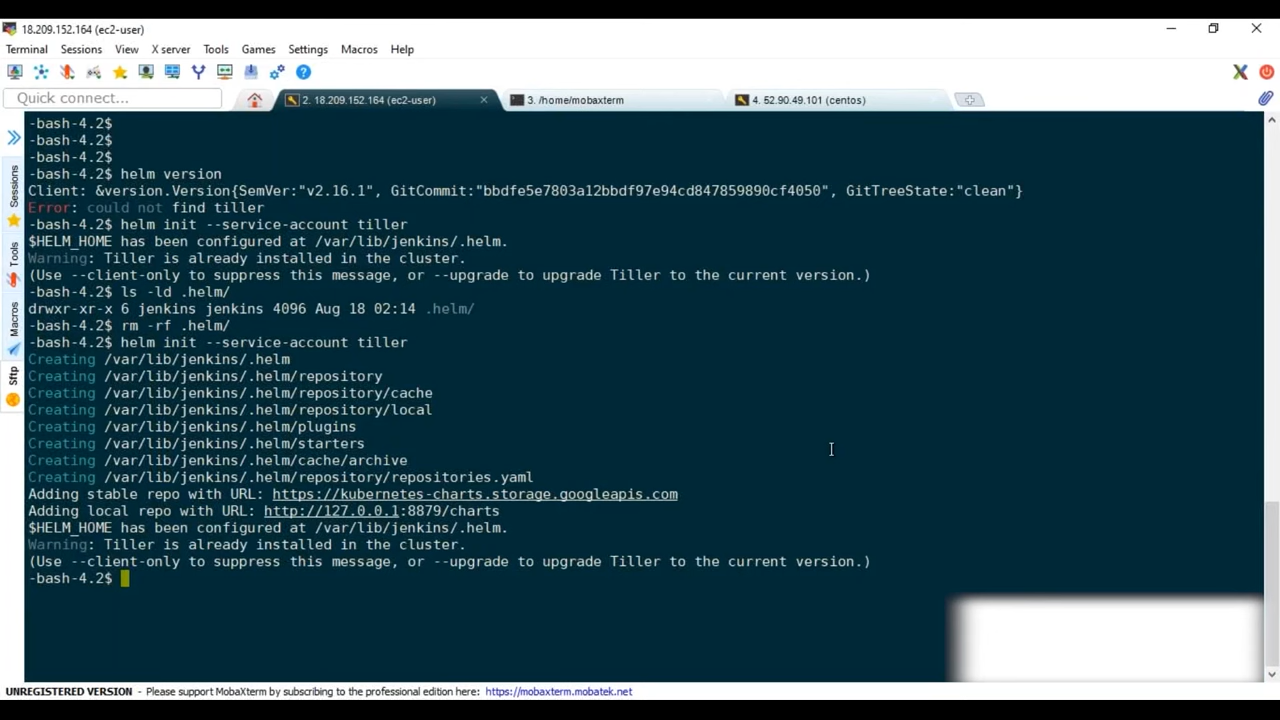 18.209.152.164 (ec2-user)
Terminal Sessions View X server Tools Games Settings Macros Help
Quick connect... 2. 18.209.152.164 (ec2-user) 3. /home/mobaxterm 4. 52.90.49.101 (centos)
Sessions
Tools
Macros
Sftp
-bash-4.2$
-bash-4.2$
-bash-4.2$
-bash-4.2$ helm version
Client: &version.Version{SemVer:"v2.16.1", GitCommit:"bbdfe5e7803a12bbdf97e94cd847859890cf4050", GitTreeState:"clean"}
Error: could not find tiller
-bash-4.2$ helm init --service-account tiller
$HELM_HOME has been configured at /var/lib/jenkins/.helm.
Warning: Tiller is already installed in the cluster.
(Use --client-only to suppress this message, or --upgrade to upgrade Tiller to the current version.)
-bash-4.2$ ls -ld .helm/
drwxr-xr-x 6 jenkins jenkins 4096 Aug 18 02:14 .helm/
-bash-4.2$ rm -rf .helm/
-bash-4.2$ helm init --service-account tiller
Creating /var/lib/jenkins/.helm
Creating /var/lib/jenkins/.helm/repository
Creating /var/lib/jenkins/.helm/repository/cache
Creating /var/lib/jenkins/.helm/repository/local
Creating /var/lib/jenkins/.helm/plugins
Creating /var/lib/jenkins/.helm/starters
Creating /var/lib/jenkins/.helm/cache/archive
Creating /var/lib/jenkins/.helm/repository/repositories.yaml
Adding stable repo with URL: https://kubernetes-charts.storage.googleapis.com
Adding local repo with URL: http://127.0.0.1:8879/charts
$HELM_HOME has been configured at /var/lib/jenkins/.helm.
Warning: Tiller is already installed in the cluster.
(Use --client-only to suppress this message, or --upgrade to upgrade Tiller to the current version.)
-bash-4.2$
UNREGISTERED VERSION - Please support MobaXterm by subscribing to the professional edition here: https://mobaxterm.mobatek.net